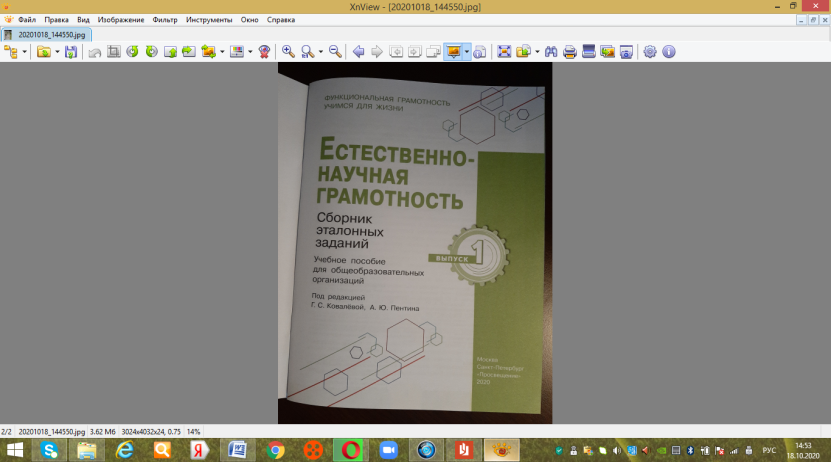 XnView - [20201018_144550.jpg]
Файл Правка Вид Изображение Фильтр Инструменты Окно Справка
20201018_144550.jpg
ФУНКЦИОНАЛЬНАЯ ГРАМОТНОСТЬ
УЧИМСЯ ДЛЯ ЖИЗНИ
ЕСТЕСТВЕННО-
НАУЧНАЯ
ГРАМОТНОСТЬ
Сборник
эталонных
заданий
ВЫПУСК 1
Учебное пособие
для общеобразовательных
организаций
Под редакцией
Г. С. Ковалёвой, А. Ю. Пентина
Москва
Санкт-Петербург
«Просвещение»
2020
2/2 20201018_144550.jpg 3.62 Мб 3024x4032x24, 0.75 14%
РУС
14:53
18.10.2020